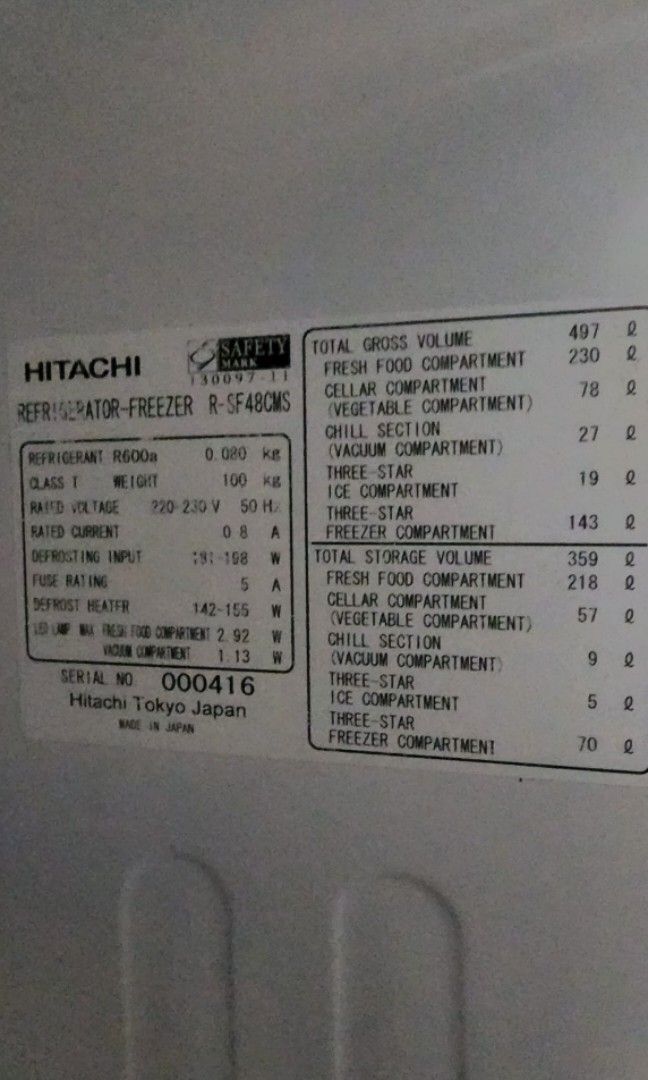 HITACHI
SAFETY
MARK
130097-11
REFRIGERATOR-FREEZER R-SF48CMS
REFRIGERANT R600a 0.080 kg
CLASS T WEIGHT 100 kg
RATED VOLTAGE 220-230 V 50 Hz
RATED CURRENT 0.8 A
DEFROSTING INPUT 181-198 W
FUSE RATING 5 A
DEFROST HEATER 142-155 W
LED LAMP MAX FRESH FOOD COMPARTMENT 2.92 W
VACUUM COMPARTMENT 1.13 W
SERIAL NO. 000416
Hitachi Tokyo Japan
MADE IN JAPAN
TOTAL GROSS VOLUME 497 ℓ
FRESH FOOD COMPARTMENT 230 ℓ
CELLAR COMPARTMENT
(VEGETABLE COMPARTMENT) 78 ℓ
CHILL SECTION
(VACUUM COMPARTMENT) 27 ℓ
THREE-STAR
ICE COMPARTMENT 19 ℓ
THREE-STAR
FREEZER COMPARTMENT 143 ℓ
TOTAL STORAGE VOLUME 359 ℓ
FRESH FOOD COMPARTMENT 218 ℓ
CELLAR COMPARTMENT
(VEGETABLE COMPARTMENT) 57 ℓ
CHILL SECTION
(VACUUM COMPARTMENT) 9 ℓ
THREE-STAR
ICE COMPARTMENT 5 ℓ
THREE-STAR
FREEZER COMPARTMENT 70 ℓ